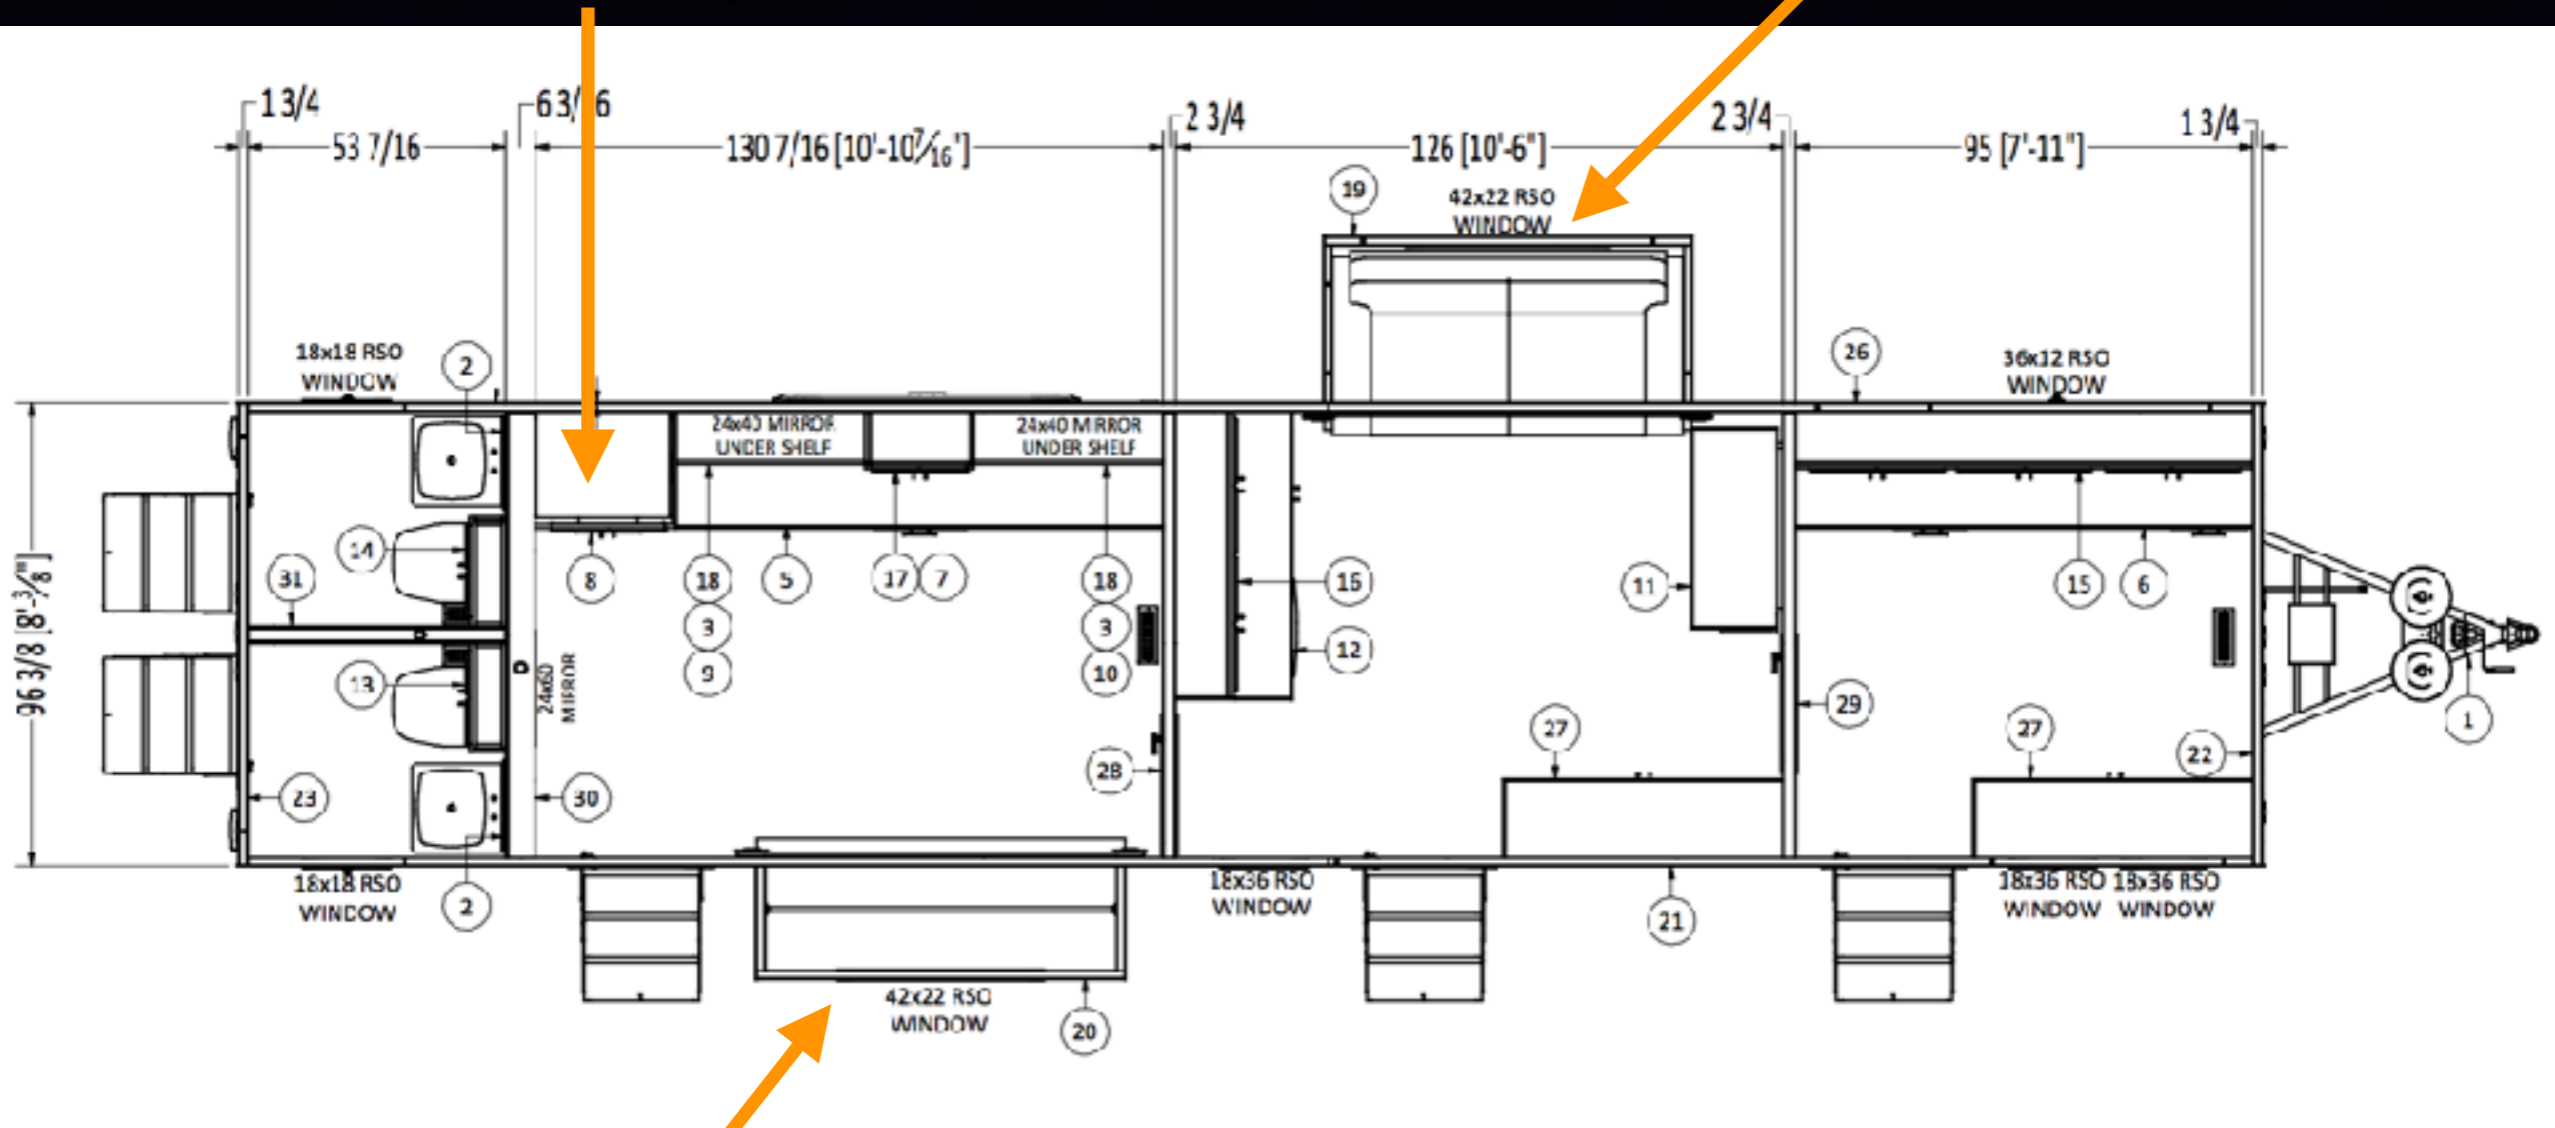 1 3/4
6 3/16
2 3/4
2 3/4
1 3/4
53 7/16
130 7/16 [10'-10 7/16"]
126 [10'-6"]
95 [7'-11"]
19
42x22 RSO
WINDOW
18x18 RSO
WINDOW
2
26
36x12 RSO
WINDOW
24x40 MIRROR
UNDER SHELF
24x40 MIRROR
UNDER SHELF
96 3/8 [8'-3/8"]
14
31
8
18
5
17
7
18
15
11
15
6
3
3
12
13
9
10
24x60
MIRROR
27
29
27
1
23
30
28
22
18x18 RSO
WINDOW
2
18x36 RSO
WINDOW
21
18x36 RSO
WINDOW
18x36 RSO
WINDOW
42x22 RSO
WINDOW
20